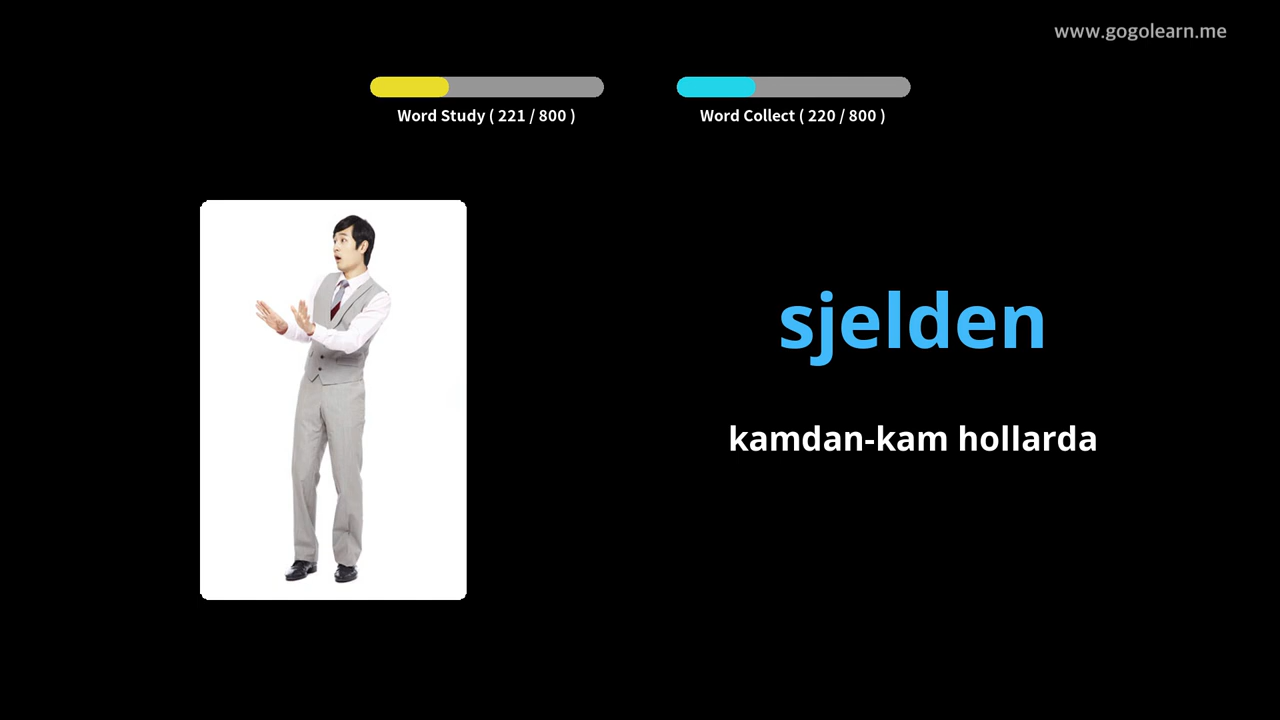 www.gogolearn.me
Word Study ( 221 / 800 )
Word Collect ( 220 / 800 )
sjelden
kamdan-kam hollarda